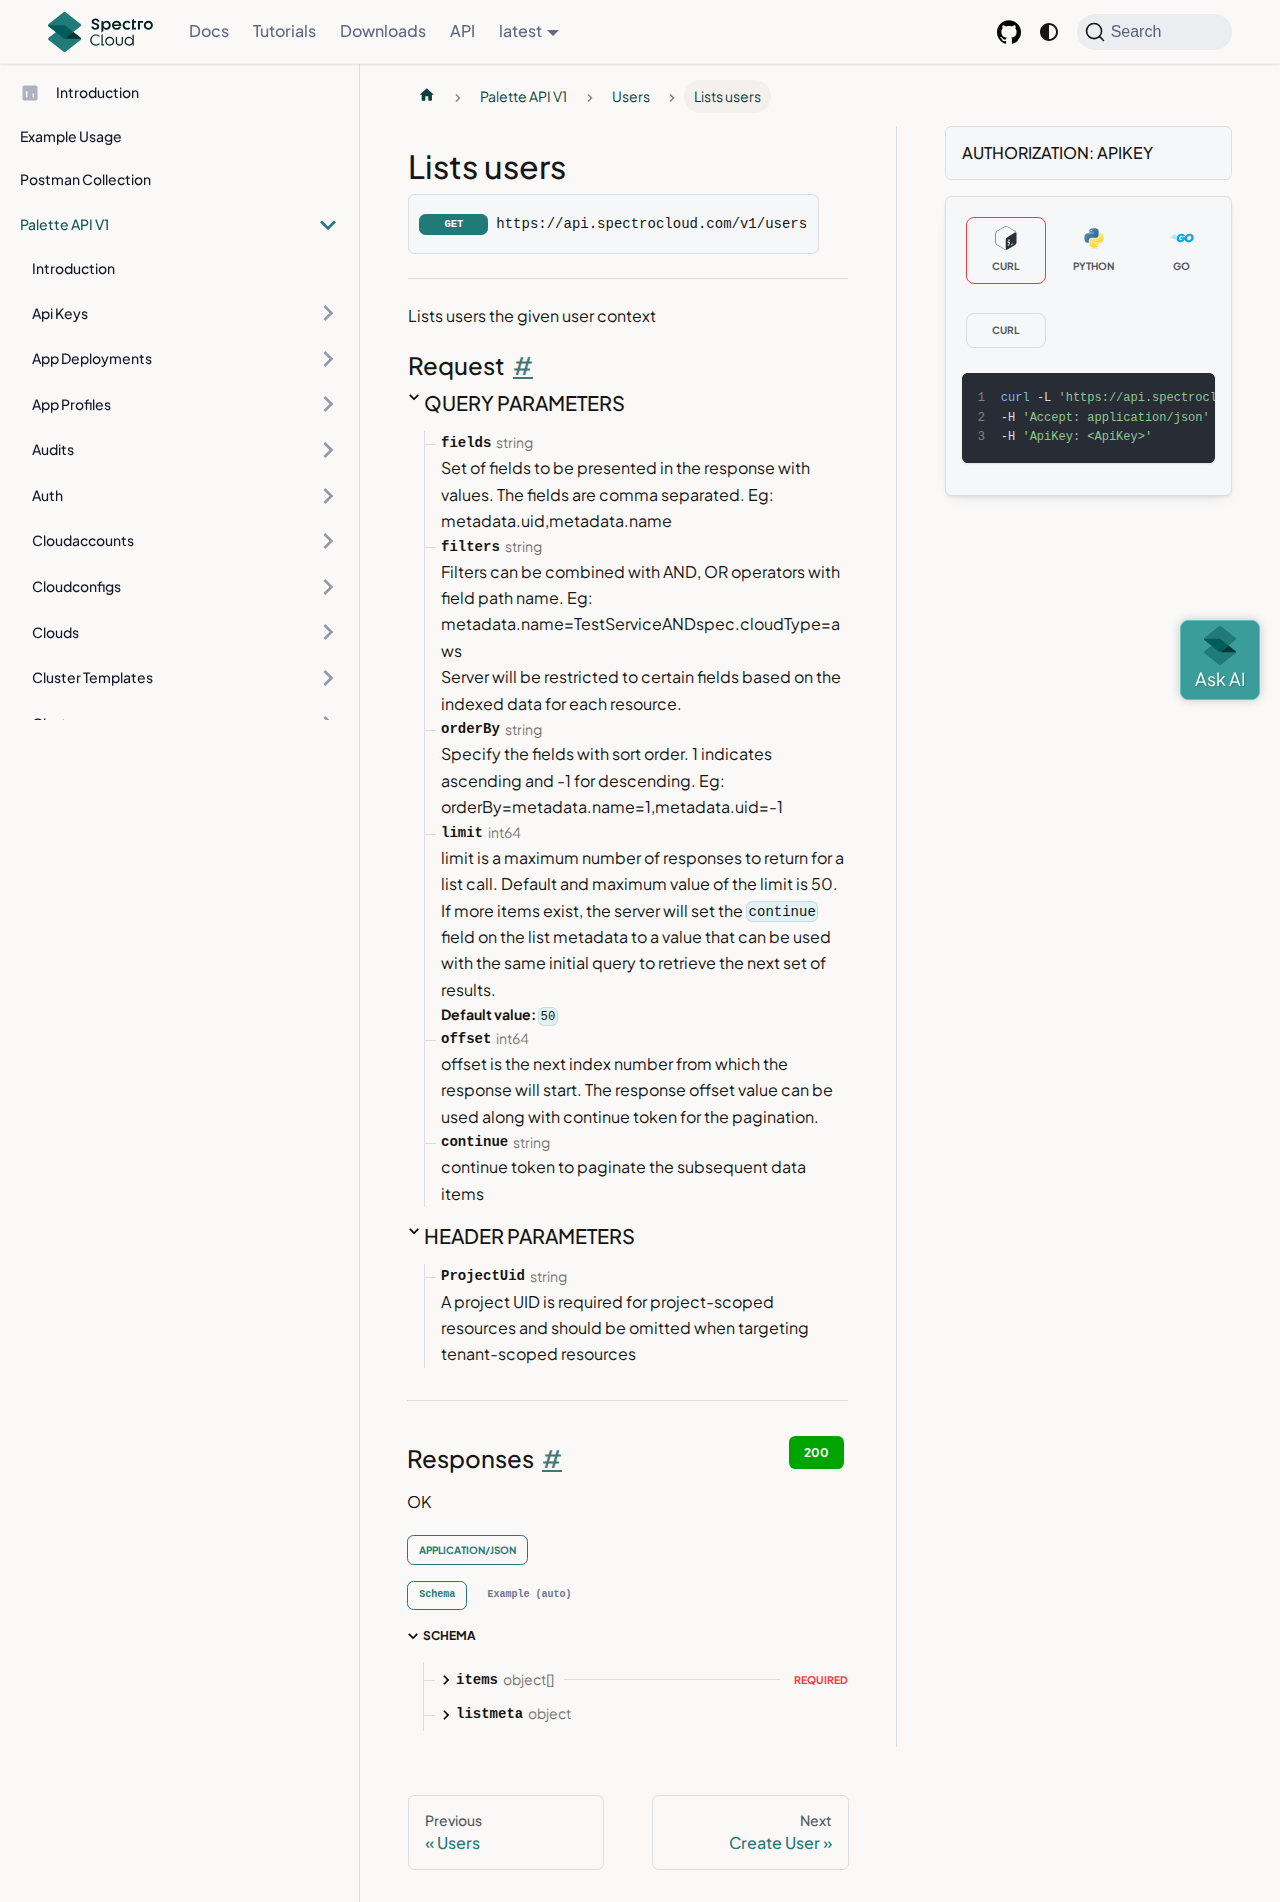 Spectro Cloud
Docs
Tutorials
Downloads
API
latest
Search
Introduction
Example Usage
Postman Collection
Palette API V1
Introduction
Api Keys
App Deployments
App Profiles
Audits
Auth
Cloudaccounts
Cloudconfigs
Clouds
Cluster Templates
Palette API V1
Users
Lists users
Lists users
GET https://api.spectrocloud.com/v1/users
Lists users the given user context
Request #
QUERY PARAMETERS
fields string
Set of fields to be presented in the response with
values. The fields are comma separated. Eg:
metadata.uid,metadata.name
filters string
Filters can be combined with AND, OR operators with
field path name. Eg:
metadata.name=TestServiceANDspec.cloudType=a
ws
Server will be restricted to certain fields based on the
indexed data for each resource.
orderBy string
Specify the fields with sort order. 1 indicates
ascending and -1 for descending. Eg:
orderBy=metadata.name=1,metadata.uid=-1
limit int64
limit is a maximum number of responses to return for a
list call. Default and maximum value of the limit is 50.
If more items exist, the server will set the continue
field on the list metadata to a value that can be used
with the same initial query to retrieve the next set of
results.
Default value: 50
offset int64
offset is the next index number from which the
response will start. The response offset value can be
used along with continue token for the pagination.
continue string
continue token to paginate the subsequent data
items
HEADER PARAMETERS
ProjectUid string
A project UID is required for project-scoped
resources and should be omitted when targeting
tenant-scoped resources
Responses #
200
OK
APPLICATION/JSON
Schema
Example (auto)
SCHEMA
items object[]
REQUIRED
listmeta object
Previous
« Users
Next
Create User »
AUTHORIZATION: APIKEY
CURL
PYTHON
GO
CURL
1 curl -L 'https://api.spectrocl
2 -H 'Accept: application/json'
3 -H 'ApiKey: <ApiKey>'
Ask AI